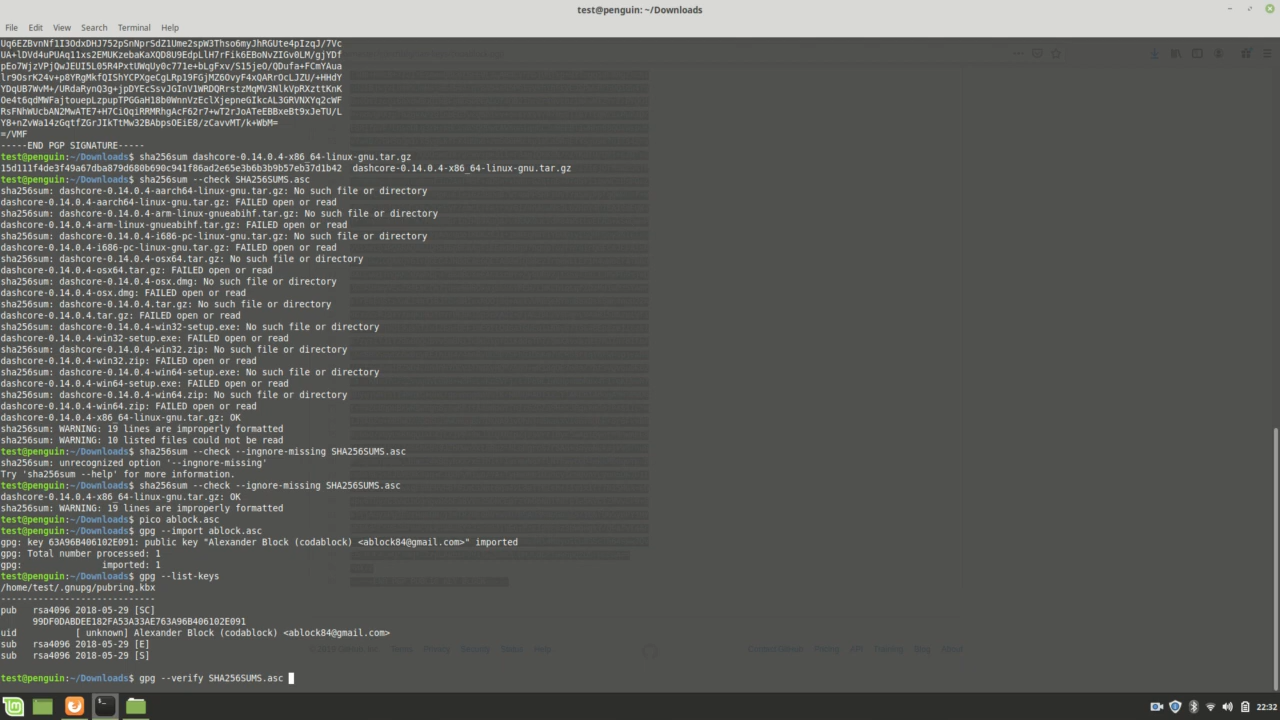 test@penguin: ~/Downloads
File Edit View Search Terminal Help
Uq6EZBvnNf1I3OdxDHJ752pSnNprSdZ1Ume2spW3Thso6myJhRGUte4pIzqJ/7Vc
UA+lDVd4uPUAq11xs2EMUKzebaKaXQD8U9EdpLlH7rFik6EBoNvZIGv0LM/gjYDf
pEo7WjzVPjQwJEUI5L05R4PxtUWqUy0c771e+bLgFxv/S15jeO/QDufa+FCmYAua
lr9OsrK24v+p8YRgMkfQIShYCPXgeCgLRp19FGjMZ6OvyF4xQARrOcLJZU/+HHdY
YDqUB7WvM+/URdaRynQ3g+jpDYEcSsvJGInV1WRDQRrstzMqMV3NlkVpRXzttKnK
Oe4t6qdMWFajtouepLzpupTPGGaH18b0WnnVzEclXjepneGIkcAL3GRVNXYq2cWF
RsFNhWUcbAN2MwATE7+H7CiQqiRRMRhgAcF62r7+wT2rJoATeEBBxeBt9xJeTU/L
Y8+nZvWa14zGqtfZGrJIkTtMw32BAbpsOEiE8/zCavvMT/k+WbM=
=/VMF
-----END PGP SIGNATURE-----
test@penguin:~/Downloads$ sha256sum dashcore-0.14.0.4-x86_64-linux-gnu.tar.gz
15d111f4de3f49a67dba879d680b690c941f86ad2e65e3b6b3b9b57eb37d1b42  dashcore-0.14.0.4-x86_64-linux-gnu.tar.gz
test@penguin:~/Downloads$ sha256sum --check SHA256SUMS.asc
sha256sum: dashcore-0.14.0.4-aarch64-linux-gnu.tar.gz: No such file or directory
dashcore-0.14.0.4-aarch64-linux-gnu.tar.gz: FAILED open or read
sha256sum: dashcore-0.14.0.4-arm-linux-gnueabihf.tar.gz: No such file or directory
dashcore-0.14.0.4-arm-linux-gnueabihf.tar.gz: FAILED open or read
sha256sum: dashcore-0.14.0.4-i686-pc-linux-gnu.tar.gz: No such file or directory
dashcore-0.14.0.4-i686-pc-linux-gnu.tar.gz: FAILED open or read
sha256sum: dashcore-0.14.0.4-osx64.tar.gz: No such file or directory
dashcore-0.14.0.4-osx64.tar.gz: FAILED open or read
sha256sum: dashcore-0.14.0.4-osx.dmg: No such file or directory
dashcore-0.14.0.4-osx.dmg: FAILED open or read
sha256sum: dashcore-0.14.0.4.tar.gz: No such file or directory
dashcore-0.14.0.4.tar.gz: FAILED open or read
sha256sum: dashcore-0.14.0.4-win32-setup.exe: No such file or directory
dashcore-0.14.0.4-win32-setup.exe: FAILED open or read
sha256sum: dashcore-0.14.0.4-win32.zip: No such file or directory
dashcore-0.14.0.4-win32.zip: FAILED open or read
sha256sum: dashcore-0.14.0.4-win64-setup.exe: No such file or directory
dashcore-0.14.0.4-win64-setup.exe: FAILED open or read
sha256sum: dashcore-0.14.0.4-win64.zip: No such file or directory
dashcore-0.14.0.4-win64.zip: FAILED open or read
dashcore-0.14.0.4-x86_64-linux-gnu.tar.gz: OK
sha256sum: WARNING: 19 lines are improperly formatted
sha256sum: WARNING: 10 listed files could not be read
test@penguin:~/Downloads$ sha256sum --check --ingnore-missing SHA256SUMS.asc
sha256sum: unrecognized option '--ingnore-missing'
Try 'sha256sum --help' for more information.
test@penguin:~/Downloads$ sha256sum --check --ignore-missing SHA256SUMS.asc
dashcore-0.14.0.4-x86_64-linux-gnu.tar.gz: OK
sha256sum: WARNING: 19 lines are improperly formatted
test@penguin:~/Downloads$ pico ablock.asc
test@penguin:~/Downloads$ gpg --import ablock.asc
gpg: key 63A96B406102E091: public key "Alexander Block (codablock) <ablock84@gmail.com>" imported
gpg: Total number processed: 1
gpg:               imported: 1
test@penguin:~/Downloads$ gpg --list-keys
/home/test/.gnupg/pubring.kbx
-----------------------------
pub   rsa4096 2018-05-29 [SC]
      99DF0DABDEE182FA53A33AE763A96B406102E091
uid           [ unknown] Alexander Block (codablock) <ablock84@gmail.com>
sub   rsa4096 2018-05-29 [E]
sub   rsa4096 2018-05-29 [S]
test@penguin:~/Downloads$ gpg --verify SHA256SUMS.asc
22:32